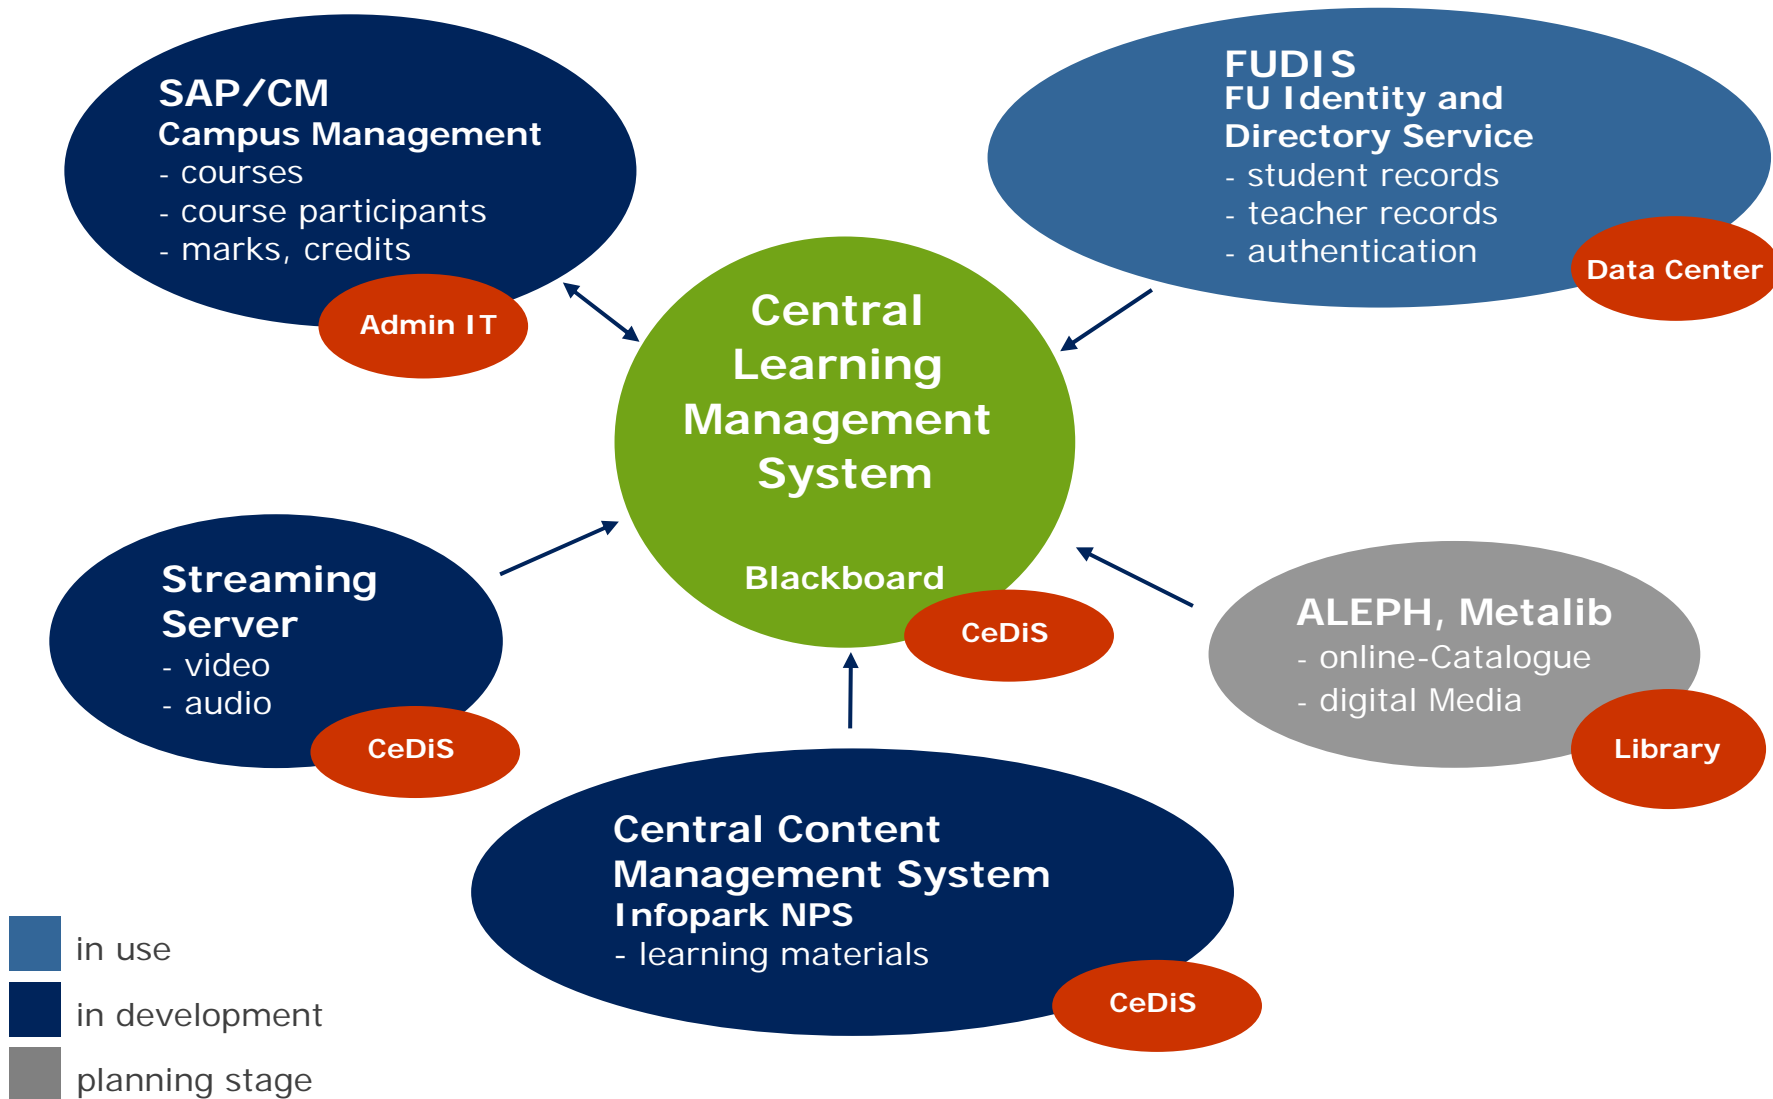 SAP/CM
Campus Management
- courses
- course participants
- marks, credits
Admin IT
FUDIS
FU Identity and
Directory Service
- student records
- teacher records
- authentication
Data Center
Central
Learning
Management
System
Blackboard
CeDiS
Streaming
Server
- video
- audio
CeDiS
ALEPH, Metalib
- online-Catalogue
- digital Media
Library
Central Content
Management System
Infopark NPS
- learning materials
CeDiS
in use
in development
planning stage